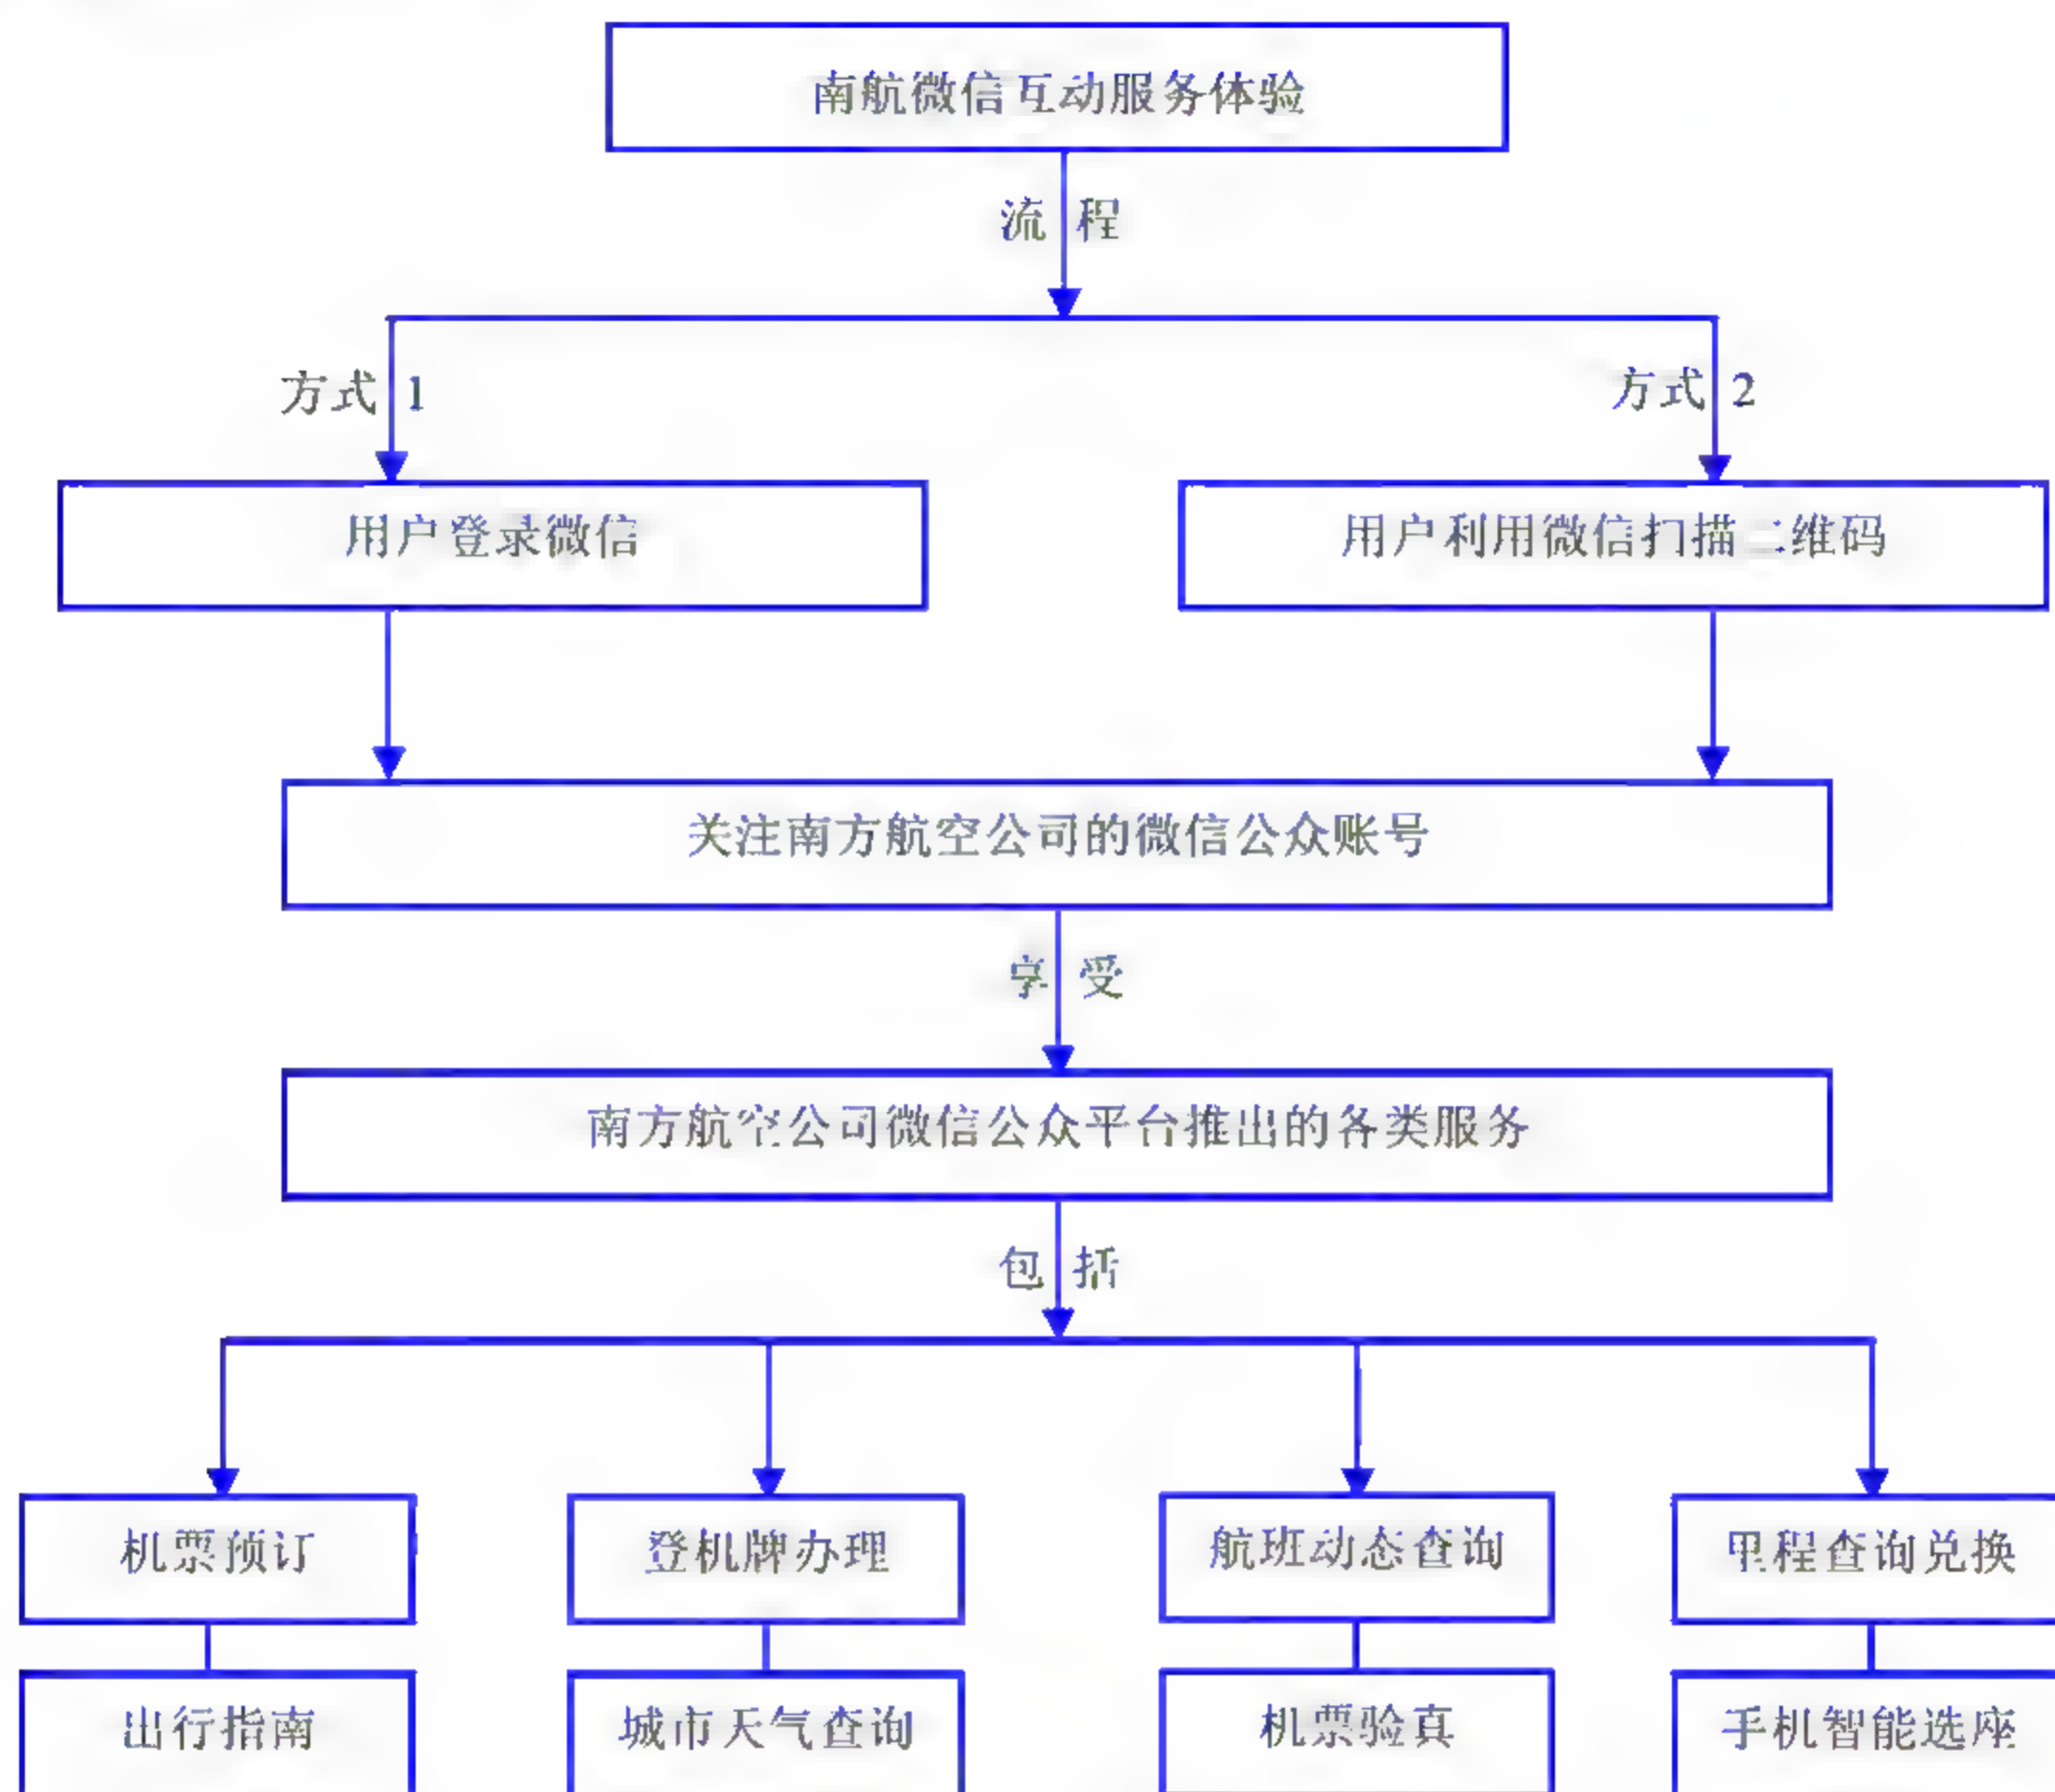 南航微信互动服务体验
流程
方式 1
方式 2
用户登录微信
用户利用微信扫描二维码
关注南方航空公司的微信公众账号
享受
南方航空公司微信公众平台推出的各类服务
包括
机票预订
登机牌办理
航班动态查询
里程查询兑换
出行指南
城市天气查询
机票验真
手机智能选座